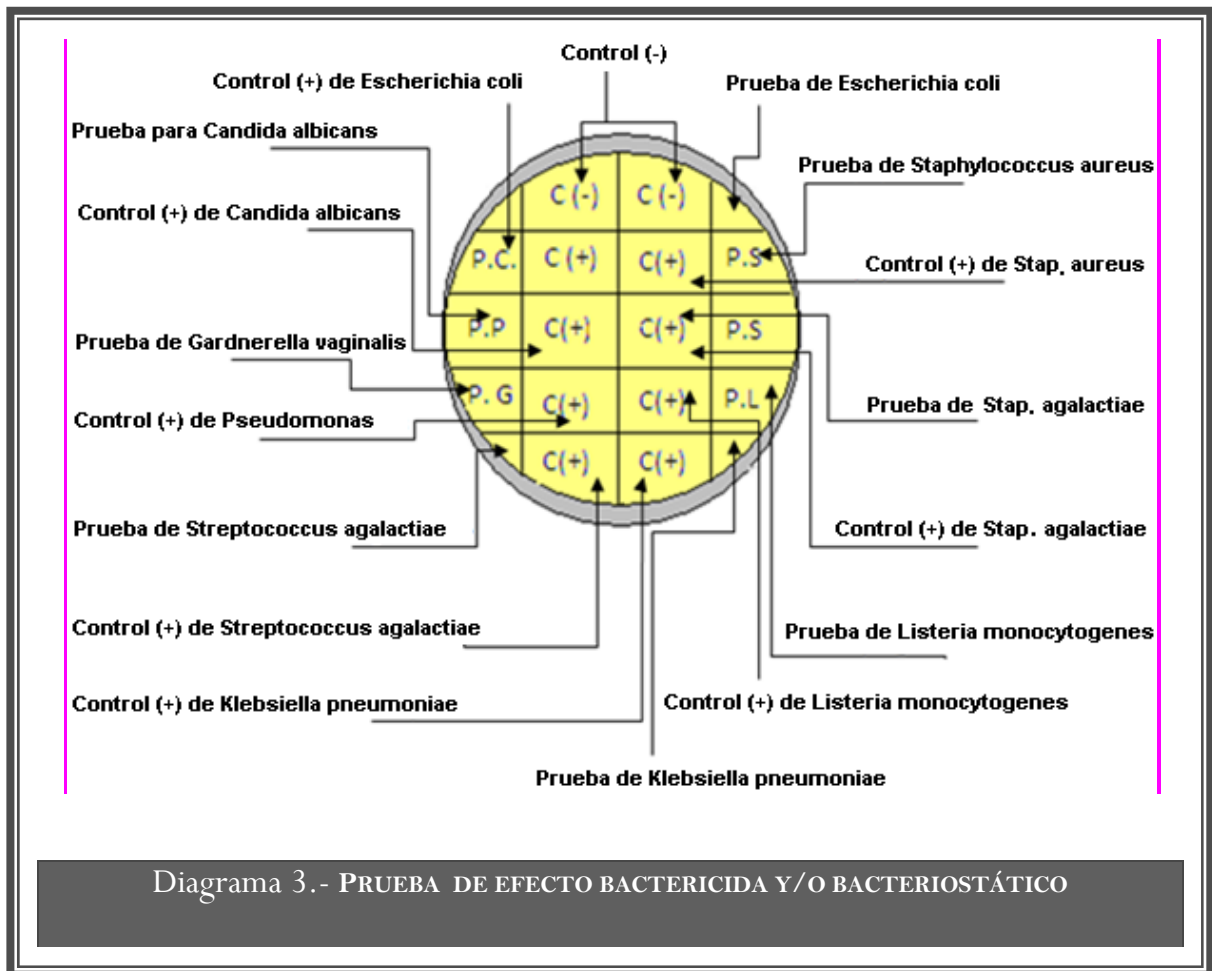 Control (-)
Control (+) de Escherichia coli
Prueba de Escherichia coli
Prueba para Candida albicans
Prueba de Staphylococcus aureus
Control (+) de Candida albicans
Control (+) de Stap, aureus
Prueba de Gardnerella vaginalis
Prueba de Stap, agalactiae
Control (+) de Pseudomonas
Prueba de Streptococcus agalactiae
Control (+) de Stap. agalactiae
Control (+) de Streptococcus agalactiae
Prueba de Listeria monocytogenes
Control (+) de Klebsiella pneumoniae
Control (+) de Listeria monocytogenes
Prueba de Klebsiella pneumoniae
C (-) C (-)
P.C. C (+) C(+) P.S
P.P C(+) C(+) P.S
P. G C(+) C(+) P.L
C(+) C(+)
Diagrama 3.- PRUEBA DE EFECTO BACTERICIDA Y/O BACTERIOSTÁTICO